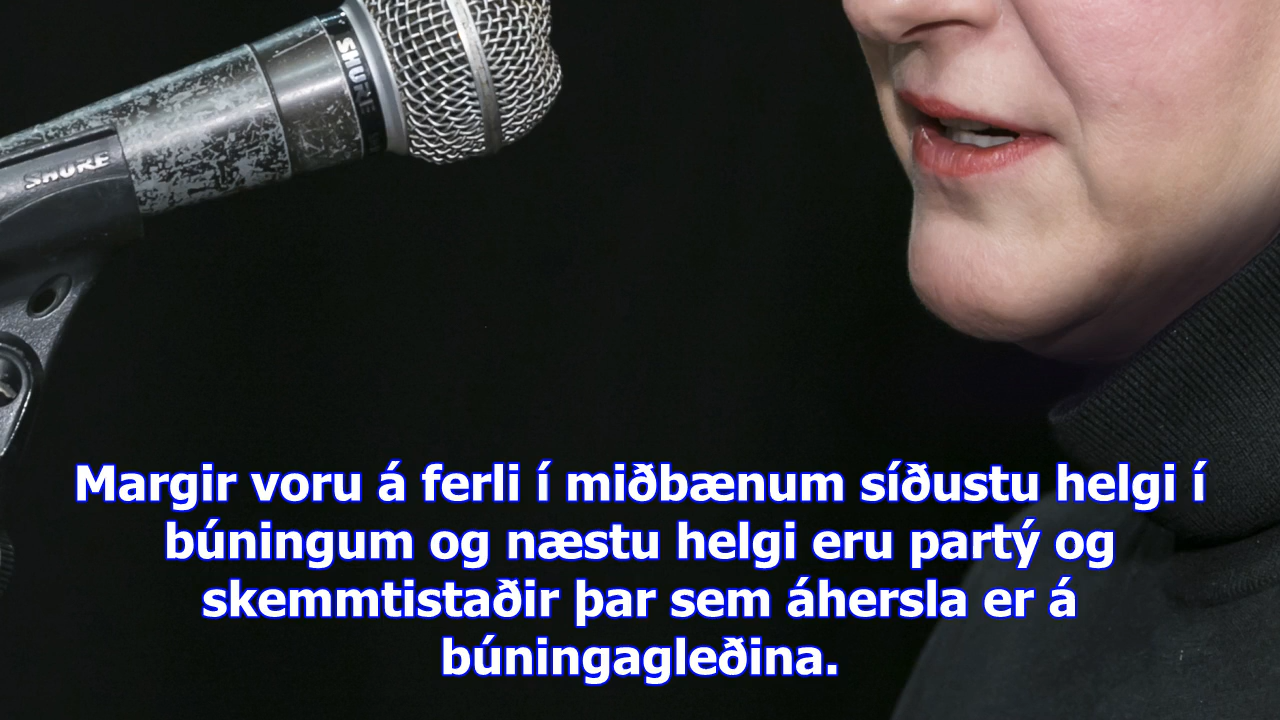 SHURE
SHURE
Margir voru á ferli í miðbænum síðustu helgi í
búningum og næstu helgi eru partý og
skemmtistaðir þar sem áhersla er á
búningagleðina.